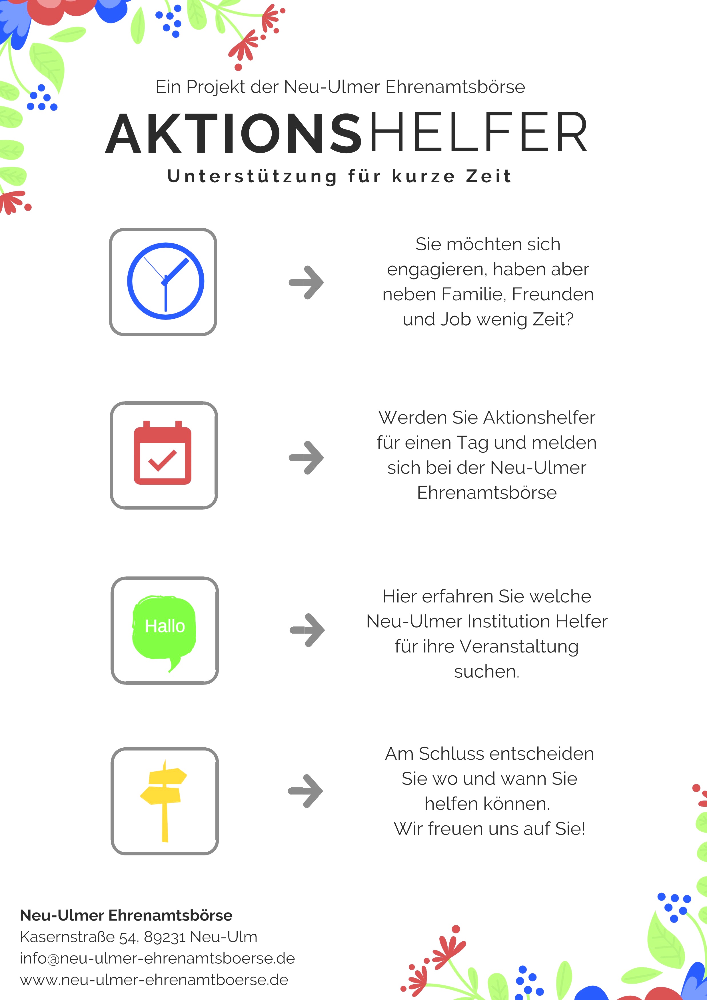 Ein Projekt der Neu-Ulmer Ehrenamtsbörse
AKTIONSHELFER
Unterstützung für kurze Zeit
Sie möchten sich
engagieren, haben aber
neben Familie, Freunden
und Job wenig Zeit?
Werden Sie Aktionshelfer
für einen Tag und melden
sich bei der Neu-Ulmer
Ehrenamtsbörse
Hallo
Hier erfahren Sie welche
Neu-Ulmer Institution Helfer
für ihre Veranstaltung
suchen.
Am Schluss entscheiden
Sie wo und wann Sie
helfen können.
Wir freuen uns auf Sie!
Neu-Ulmer Ehrenamtsbörse
Kasernstraße 54, 89231 Neu-Ulm
info@neu-ulmer-ehrenamtsboerse.de
www.neu-ulmer-ehrenamtboerse.de